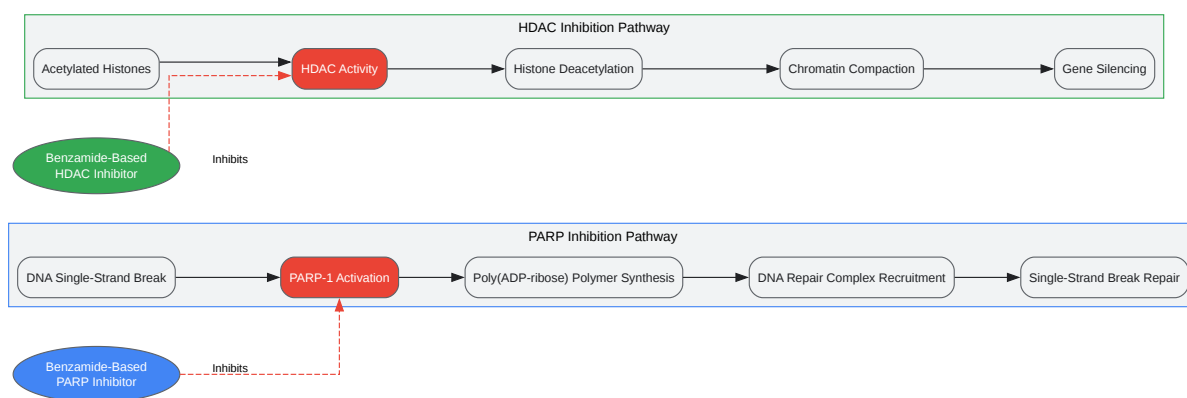 HDAC Inhibition Pathway
Acetylated Histones
HDAC Activity
Histone Deacetylation
Chromatin Compaction
Gene Silencing
Benzamide-Based
HDAC Inhibitor
Inhibits
PARP Inhibition Pathway
DNA Single-Strand Break
PARP-1 Activation
Poly(ADP-ribose) Polymer Synthesis
DNA Repair Complex Recruitment
Single-Strand Break Repair
Benzamide-Based
PARP Inhibitor
Inhibits